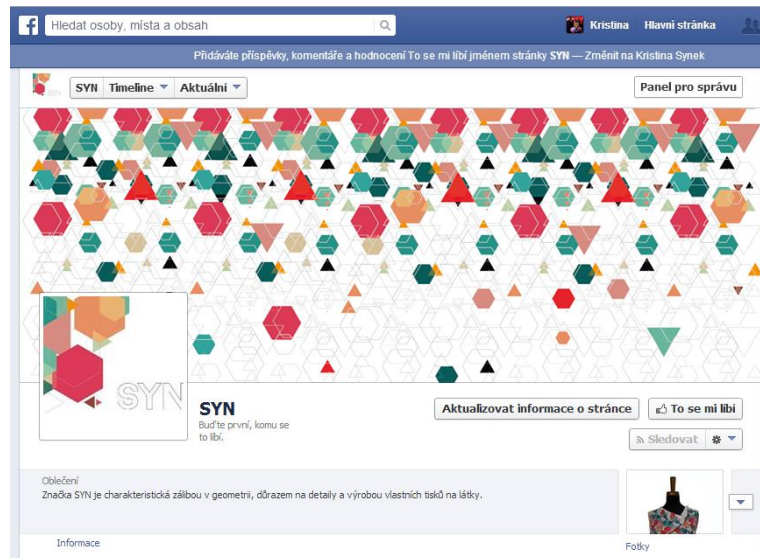 Hledat osoby, místa a obsah
Kristina Hlavní stránka
Přidáváte příspěvky, komentáře a hodnocení To se mi líbí jménem stránky SYN — Změnit na Kristina Synek
SYN Timeline Aktuální Panel pro správu
SYN
SYN
Aktualizovat informace o stránce To se mi líbí
Buďte první, komu se
to líbí.
Sledovat
Oblečení
Značka SYN je charakteristická zálibou v geometrii, důrazem na detaily a výrobou vlastních tisků na látky.
Informace
Fotky